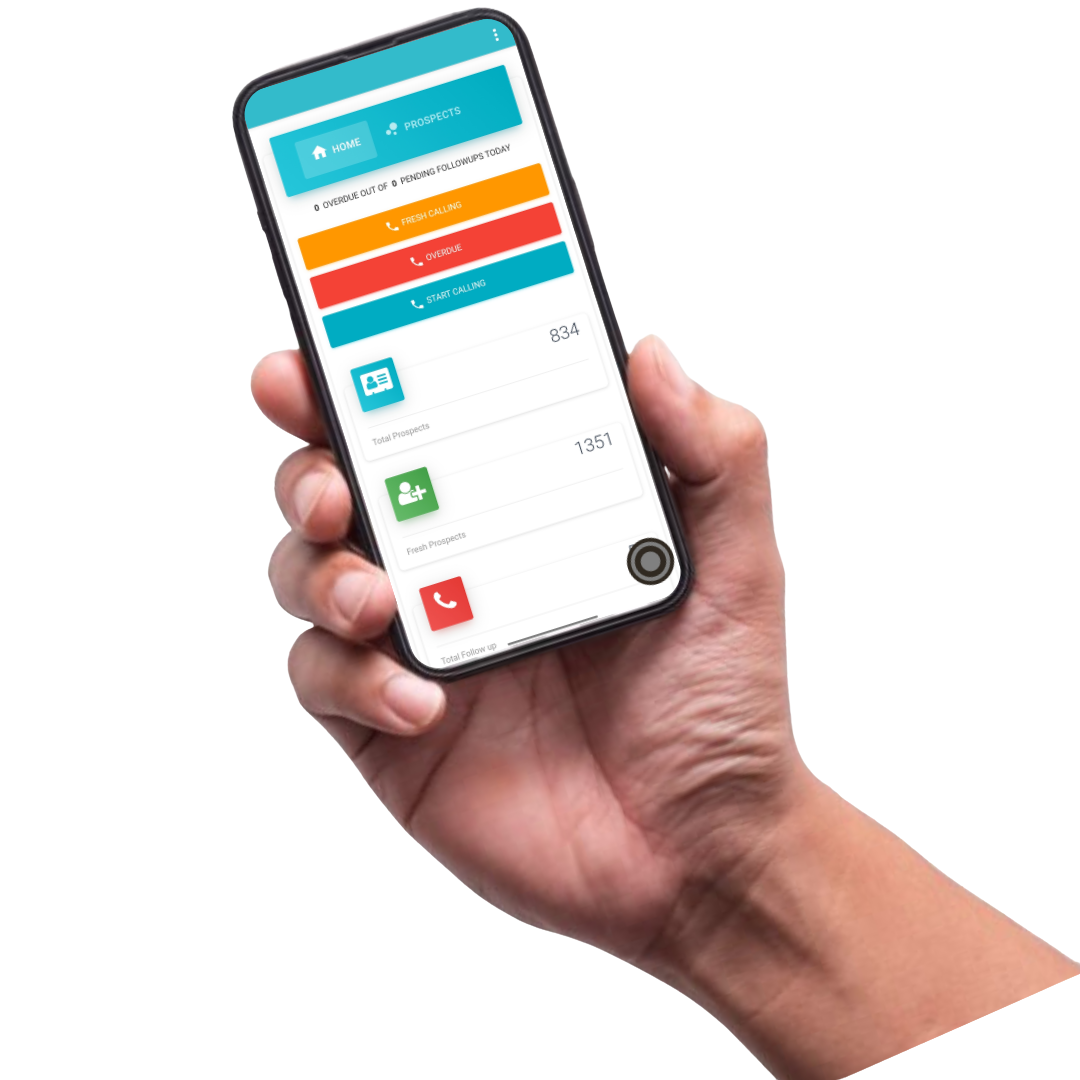 HOME PROSPECTS
0 OVERDUE OUT OF 0 PENDING FOLLOWUPS TODAY
FRESH CALLING
OVERDUE
START CALLING
834
Total Prospects
1351
Fresh Prospects
Total Follow up